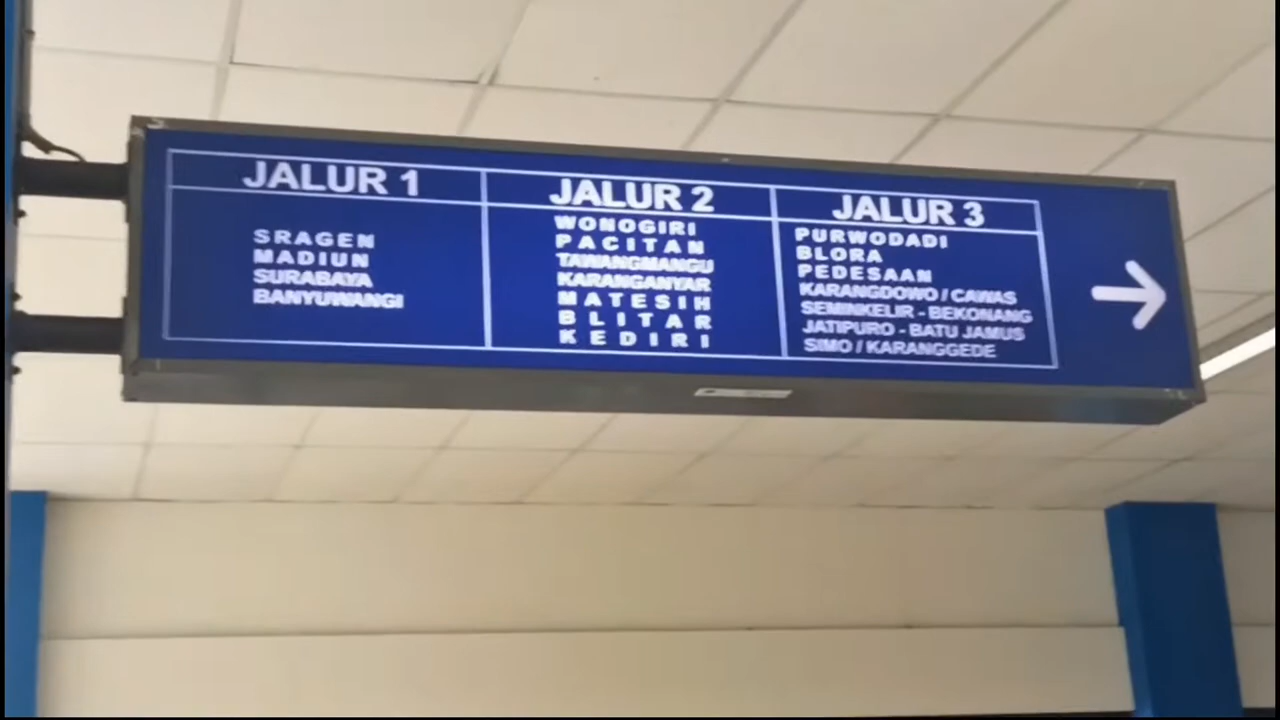 JALUR 1
SRAGEN
MADIUN
SURABAYA
BANYUWANGI
JALUR 2
WONOGIRI
PACITAN
TAWANGMANGU
KARANGANYAR
MATESIH
BLITAR
KEDIRI
JALUR 3
PURWODADI
BLORA
PEDESAAN
KARANGDOWO / CAWAS
SEMINKELIR - BEKONANG
JATIPURO - BATU JAMUS
SIMO / KARANGGEDE